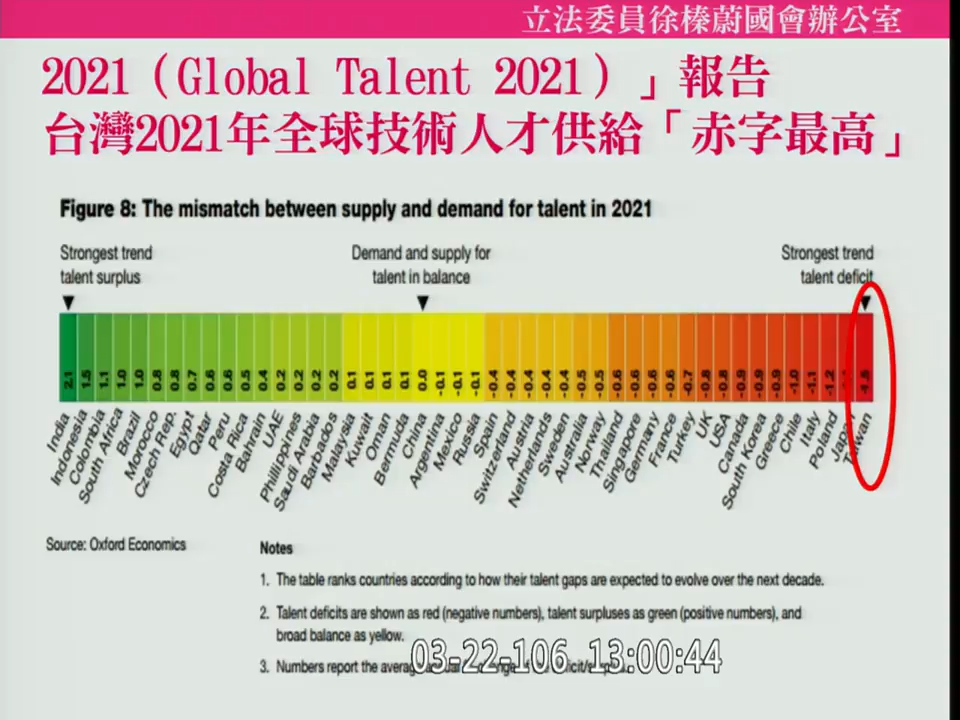 立法委員徐榛蔚國會辦公室
2021（Global Talent 2021）」報告
台灣2021年全球技術人才供給「赤字最高」
Figure 8: The mismatch between supply and demand for talent in 2021
Strongest trend
talent surplus
Demand and supply for
talent in balance
Strongest trend
talent deficit
2.1 1.5 1.1 1.0 1.0 0.8 0.8 0.7 0.6 0.6 0.5 0.4 0.2 0.2 0.2 0.2 0.1 0.1 0.1 0.1 0.0 -0.1 -0.1 -0.1 -0.4 -0.4 -0.4 -0.4 -0.4 -0.5 -0.5 -0.6 -0.6 -0.6 -0.6 -0.7 -0.8 -0.8 -0.9 -0.9 -0.9 -1.0 -1.1 -1.2
India Indonesia Colombia South Africa Brazil Morocco Czech Rep. Egypt Qatar Peru Costa Rica Bahrain UAE Philippines Saudi Arabia Barbados Malaysia Kuwait Oman Bermuda China Argentina Mexico Russia Spain Switzerland Austria Netherlands Sweden Australia Norway Thailand Singapore Germany France Turkey UK USA Canada South Korea Greece Chile Italy Poland Japan Taiwan
Source: Oxford Economics
Notes
1. The table ranks countries according to how their talent gaps are expected to evolve over the next decade.
2. Talent deficits are shown as red (negative numbers), talent surpluses as green (positive numbers), and
broad balance as yellow.
3. Numbers report the
03-22-106 13:00:44